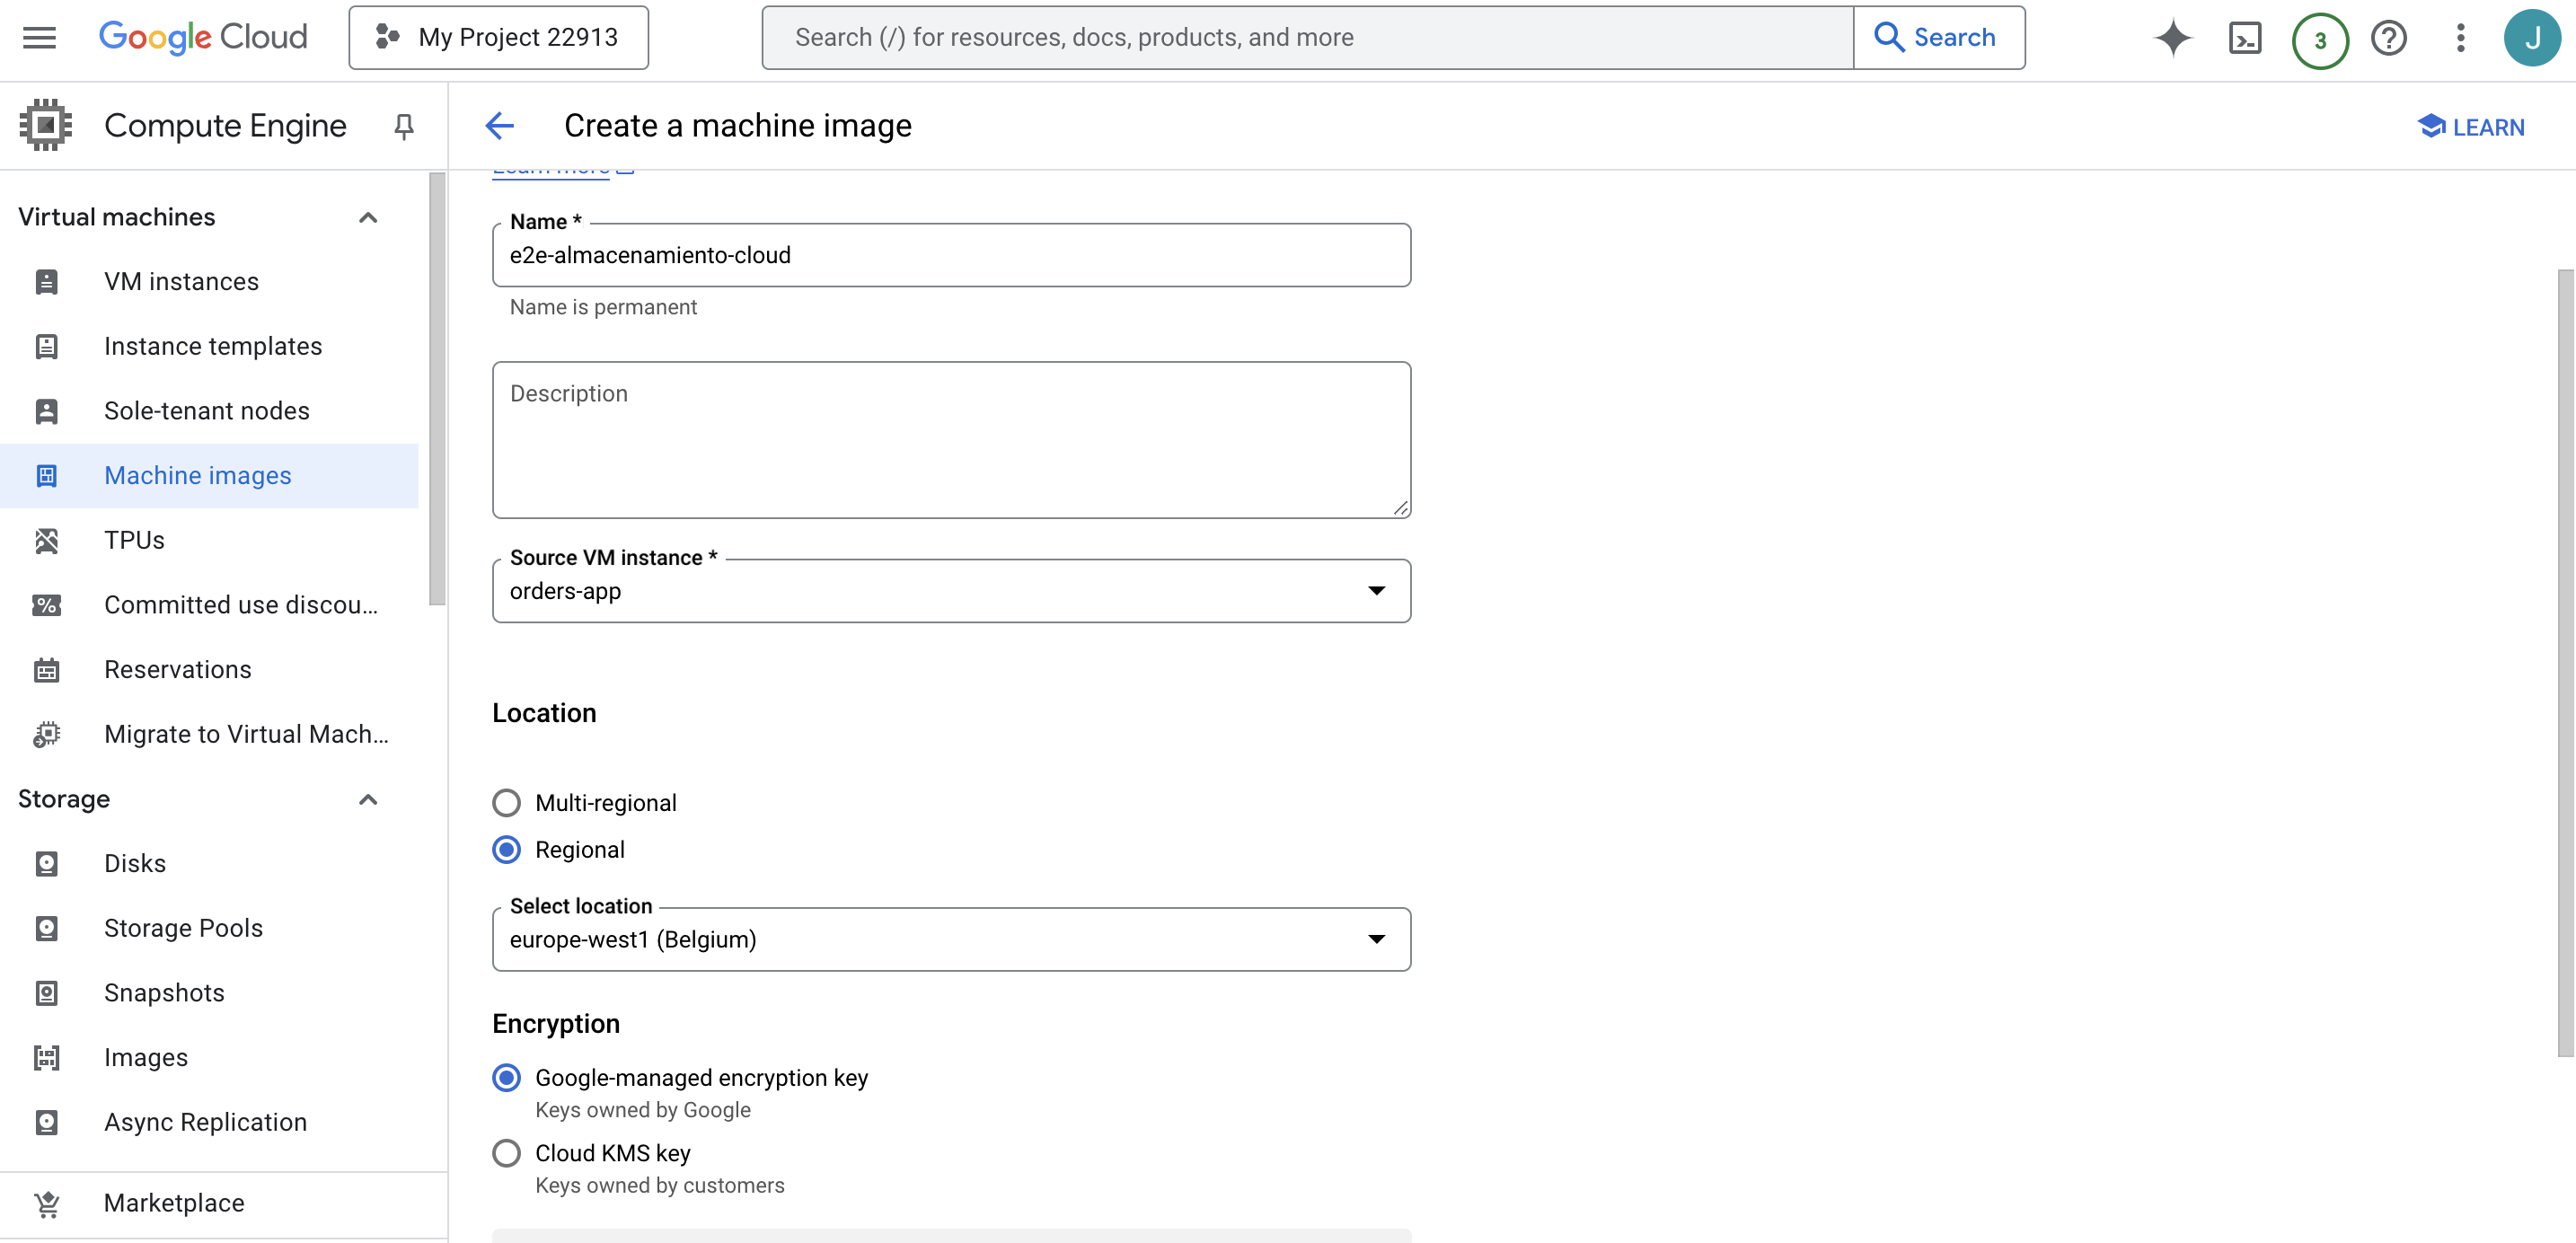 Google Cloud
My Project 22913
Search (/) for resources, docs, products, and more
Search
3
J
Compute Engine
Create a machine image
LEARN
Virtual machines
VM instances
Instance templates
Sole-tenant nodes
Machine images
TPUs
Committed use discou...
Reservations
Migrate to Virtual Mach...
Storage
Disks
Storage Pools
Snapshots
Images
Async Replication
Marketplace
Learn more
Name *
e2e-almacenamiento-cloud
Name is permanent
Description
Source VM instance *
orders-app
Location
Multi-regional
Regional
Select location
europe-west1 (Belgium)
Encryption
Google-managed encryption key
Keys owned by Google
Cloud KMS key
Keys owned by customers